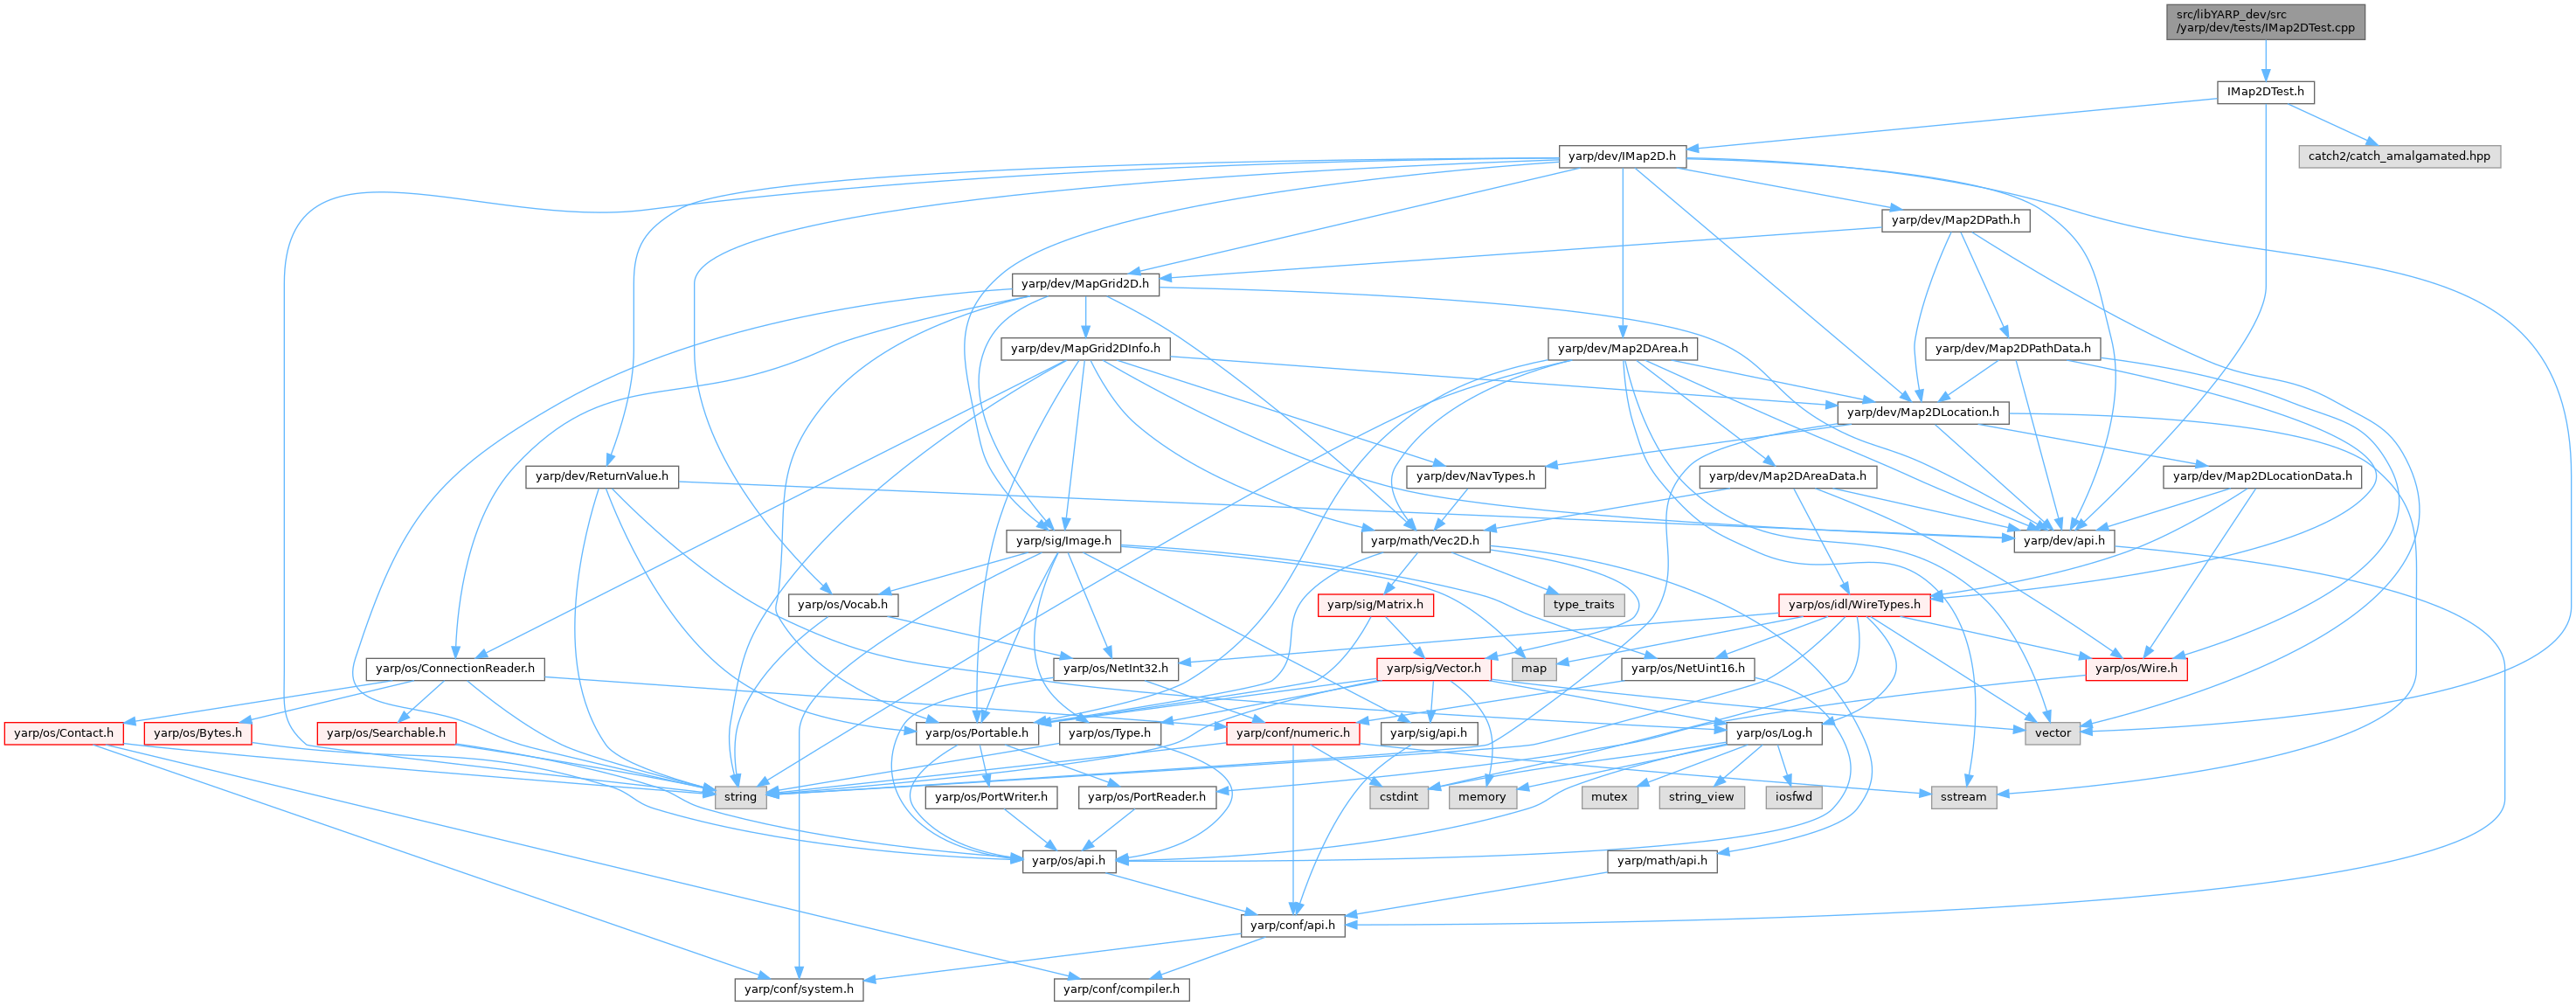 src/libYARP_dev/src
/yarp/dev/tests/IMap2DTest.cpp
IMap2DTest.h
yarp/dev/IMap2D.h
catch2/catch_amalgamated.hpp
yarp/dev/Map2DPath.h
yarp/dev/MapGrid2D.h
yarp/dev/MapGrid2DInfo.h
yarp/dev/Map2DArea.h
yarp/dev/Map2DPathData.h
yarp/dev/Map2DLocation.h
yarp/dev/ReturnValue.h
yarp/dev/NavTypes.h
yarp/dev/Map2DAreaData.h
yarp/dev/Map2DLocationData.h
yarp/sig/Image.h
yarp/math/Vec2D.h
yarp/dev/api.h
yarp/os/Vocab.h
yarp/sig/Matrix.h
type_traits
yarp/os/idl/WireTypes.h
yarp/os/ConnectionReader.h
yarp/os/NetInt32.h
yarp/sig/Vector.h
map
yarp/os/NetUint16.h
yarp/os/Wire.h
yarp/os/Contact.h
yarp/os/Bytes.h
yarp/os/Searchable.h
yarp/os/Portable.h
yarp/os/Type.h
yarp/conf/numeric.h
yarp/sig/api.h
yarp/os/Log.h
vector
string
yarp/os/PortWriter.h
yarp/os/PortReader.h
cstdint
memory
mutex
string_view
iosfwd
sstream
yarp/os/api.h
yarp/math/api.h
yarp/conf/api.h
yarp/conf/system.h
yarp/conf/compiler.h